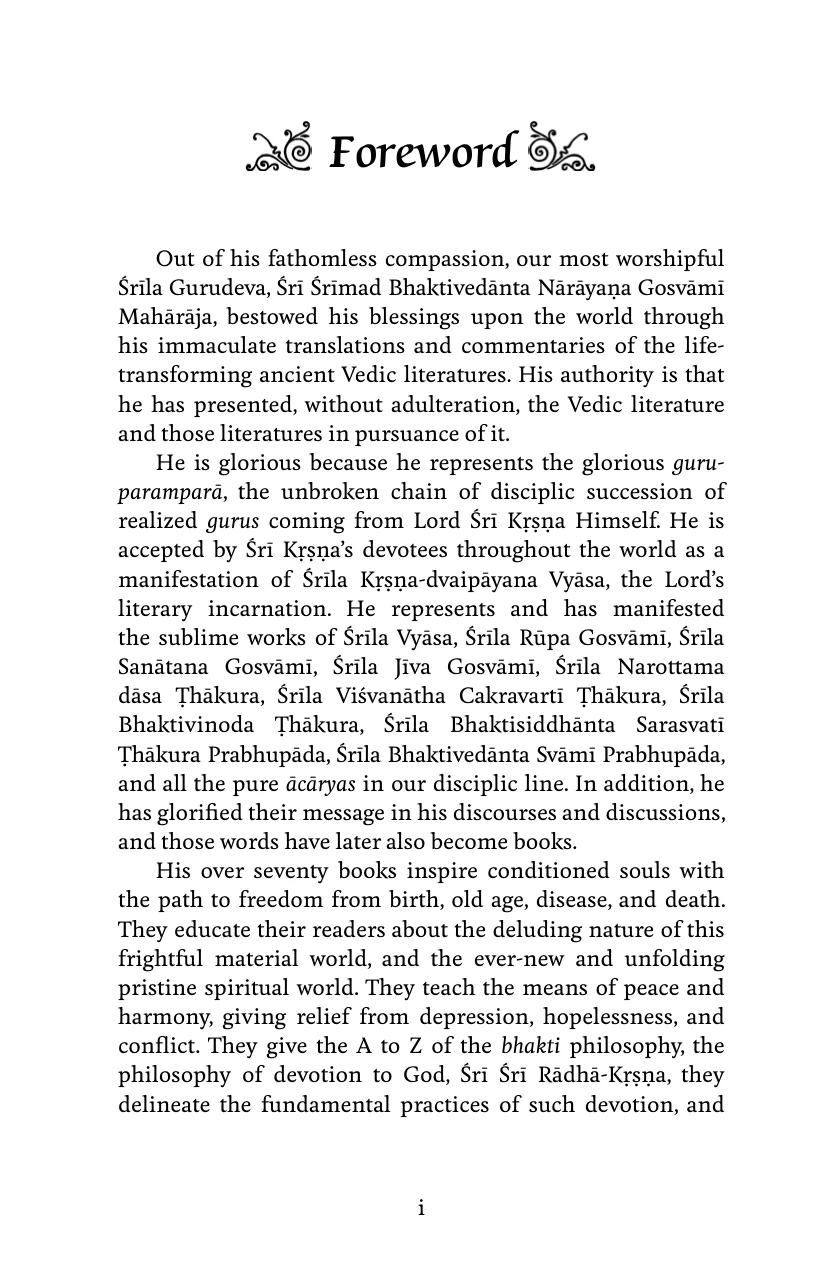 Foreword
Out of his fathomless compassion, our most worshipful
Śrīla Gurudeva, Śrī Śrīmad Bhaktivedānta Nārāyaṇa Gosvāmī
Mahārāja, bestowed his blessings upon the world through
his immaculate translations and commentaries of the life-
transforming ancient Vedic literatures. His authority is that
he has presented, without adulteration, the Vedic literature
and those literatures in pursuance of it.
He is glorious because he represents the glorious guru-
paramparā, the unbroken chain of disciplic succession of
realized gurus coming from Lord Śrī Kṛṣṇa Himself. He is
accepted by Śrī Kṛṣṇa’s devotees throughout the world as a
manifestation of Śrīla Kṛṣṇa-dvaipāyana Vyāsa, the Lord’s
literary incarnation. He represents and has manifested
the sublime works of Śrīla Vyāsa, Śrīla Rūpa Gosvāmī, Śrīla
Sanātana Gosvāmī, Śrīla Jīva Gosvāmī, Śrīla Narottama
dāsa Ṭhākura, Śrīla Viśvanātha Cakravartī Ṭhākura, Śrīla
Bhaktivinoda Ṭhākura, Śrīla Bhaktisiddhānta Sarasvatī
Ṭhākura Prabhupāda, Śrīla Bhaktivedānta Svāmī Prabhupāda,
and all the pure ācāryas in our disciplic line. In addition, he
has glorified their message in his discourses and discussions,
and those words have later also become books.
His over seventy books inspire conditioned souls with
the path to freedom from birth, old age, disease, and death.
They educate their readers about the deluding nature of this
frightful material world, and the ever-new and unfolding
pristine spiritual world. They teach the means of peace and
harmony, giving relief from depression, hopelessness, and
conflict. They give the A to Z of the bhakti philosophy, the
philosophy of devotion to God, Śrī Śrī Rādhā-Kṛṣṇa, they
delineate the fundamental practices of such devotion, and
i